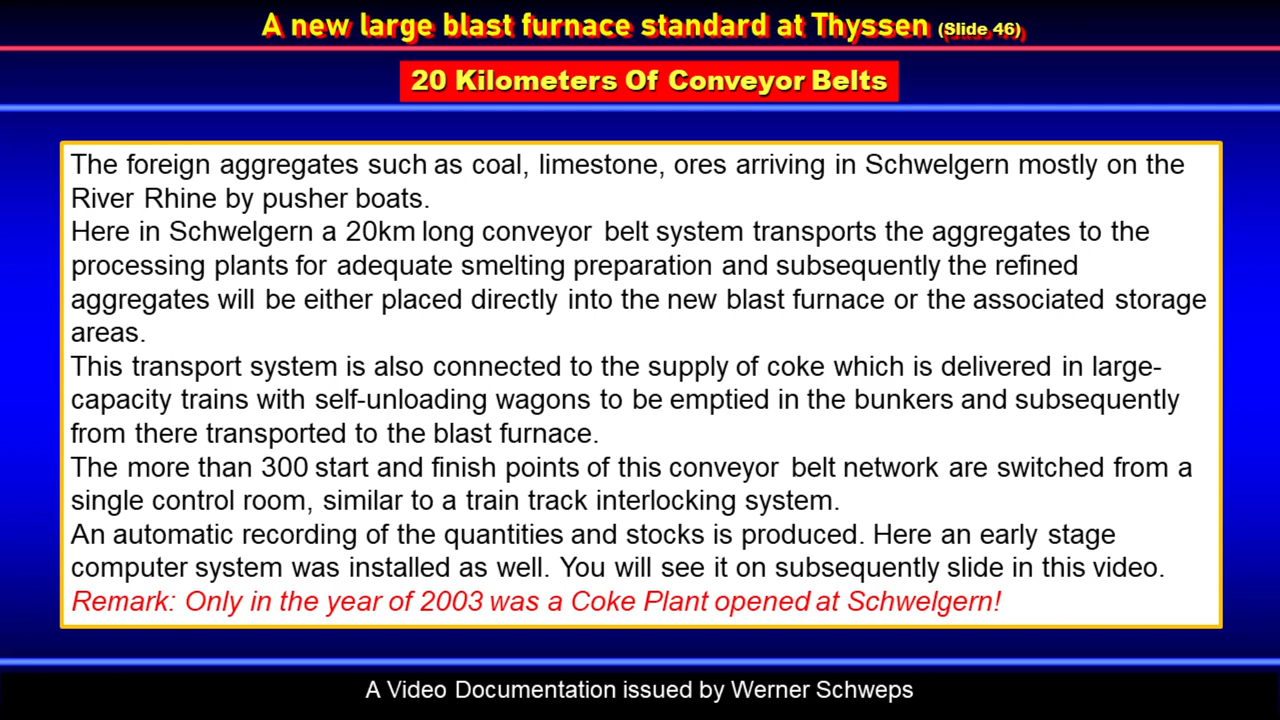 A new large blast furnace standard at Thyssen (Slide 46)
20 Kilometers Of Conveyor Belts
The foreign aggregates such as coal, limestone, ores arriving in Schwelgern mostly on the
River Rhine by pusher boats.
Here in Schwelgern a 20km long conveyor belt system transports the aggregates to the
processing plants for adequate smelting preparation and subsequently the refined
aggregates will be either placed directly into the new blast furnace or the associated storage
areas.
This transport system is also connected to the supply of coke which is delivered in large-
capacity trains with self-unloading wagons to be emptied in the bunkers and subsequently
from there transported to the blast furnace.
The more than 300 start and finish points of this conveyor belt network are switched from a
single control room, similar to a train track interlocking system.
An automatic recording of the quantities and stocks is produced. Here an early stage
computer system was installed as well. You will see it on subsequently slide in this video.
Remark: Only in the year of 2003 was a Coke Plant opened at Schwelgern!
A Video Documentation issued by Werner Schweps